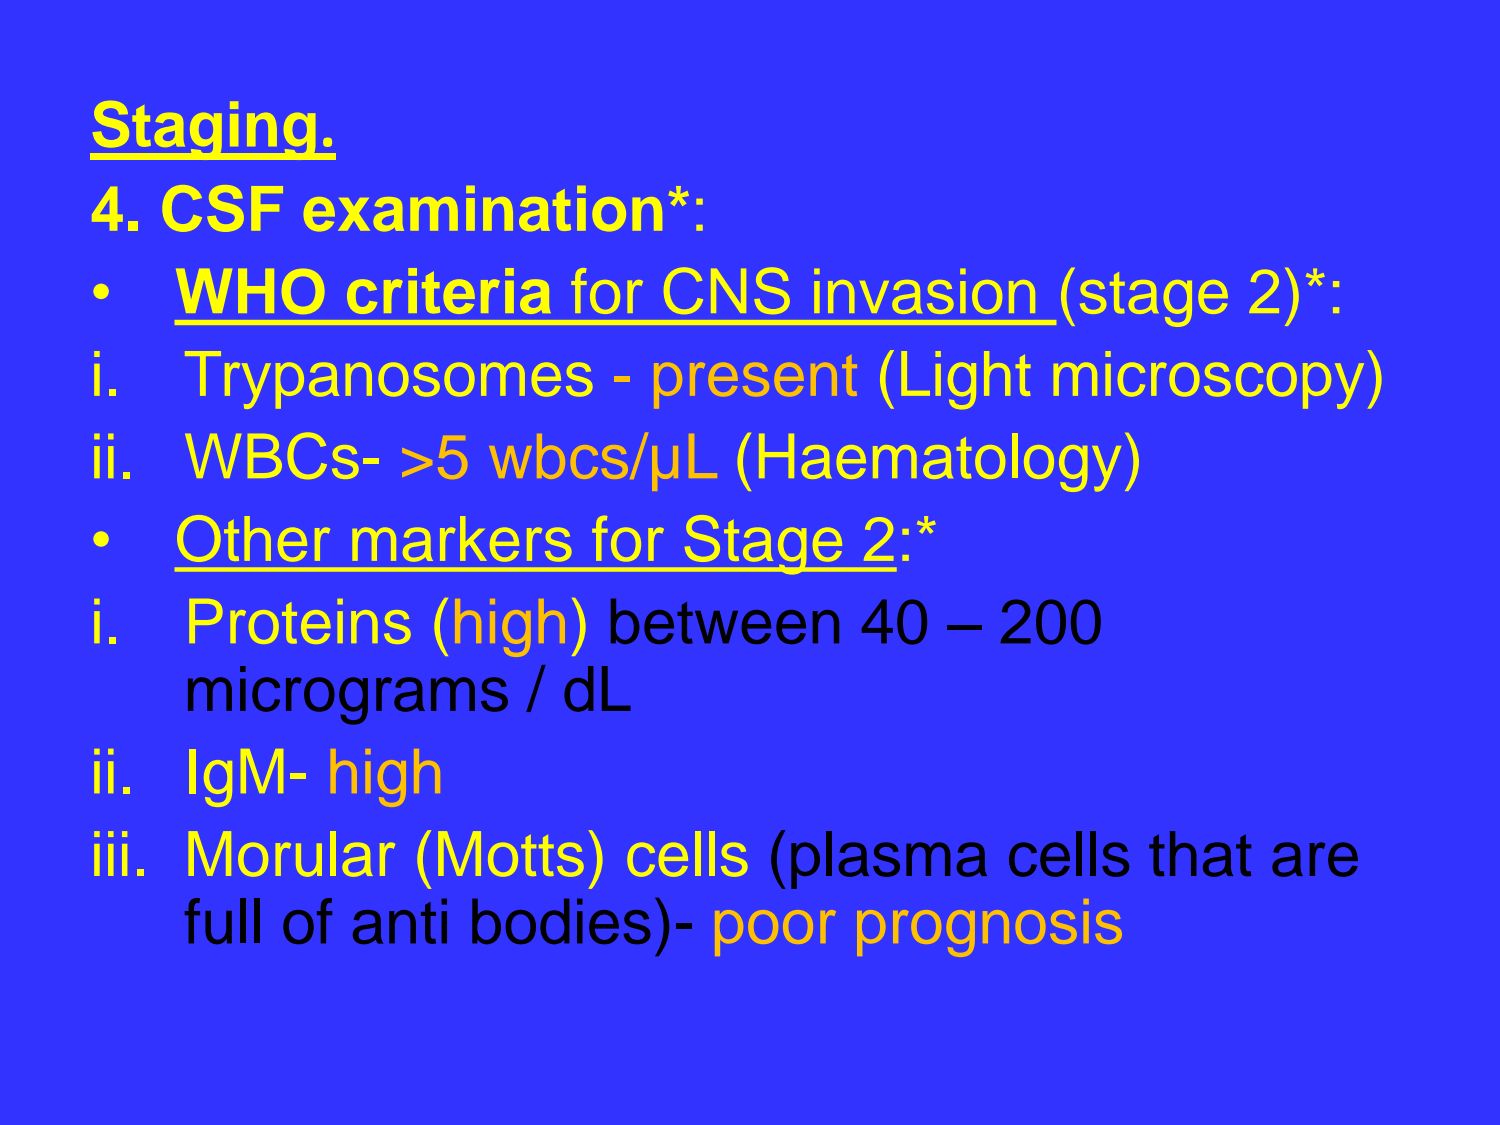 Staging.
4. CSF examination*:
• WHO criteria for CNS invasion (stage 2)*:
i. Trypanosomes - present (Light microscopy)
ii. WBCs- >5 wbcs/µL (Haematology)
• Other markers for Stage 2:*
i. Proteins (high) between 40 – 200
micrograms / dL
ii. IgM- high
iii. Morular (Motts) cells (plasma cells that are
full of anti bodies)- poor prognosis